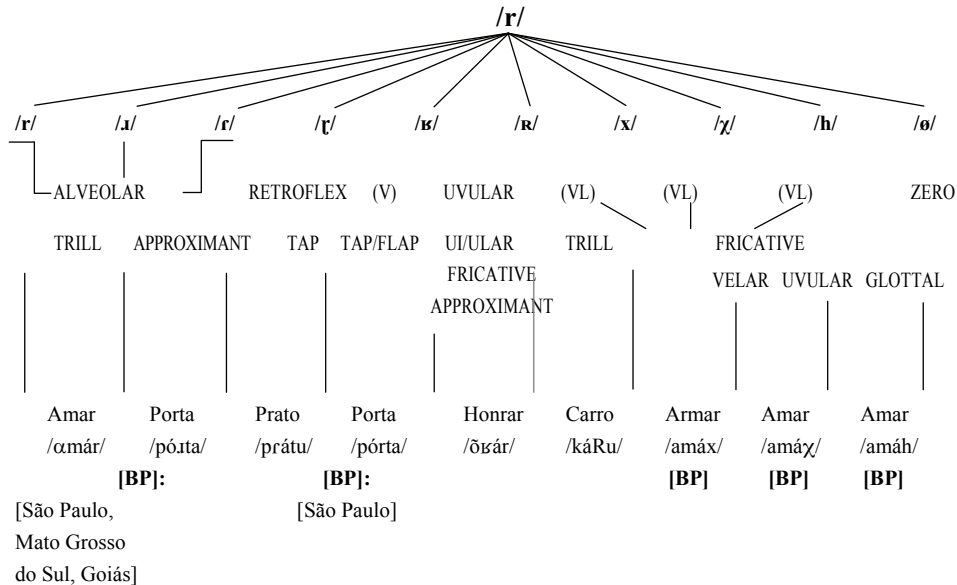 /r/
/r/ /ɹ/ /ɾ/ /ɽ/ /ʁ/ /ʀ/ /x/ /χ/ /h/ /ø/
ALVEOLAR RETROFLEX (V) UVULAR (VL) (VL) (VL) ZERO
TRILL APPROXIMANT TAP TAP/FLAP UI/ULAR TRILL FRICATIVE
FRICATIVE
VELAR UVULAR GLOTTAL
APPROXIMANT
Amar Porta Prato Porta Honrar Carro Armar Amar Amar
/ɑmár/ /póɹta/ /pɾátu/ /pórta/ /õʁár/ /káRu/ /amáx/ /amáχ/ /amáh/
[BP]: [BP]: [BP] [BP] [BP]
[São Paulo, [São Paulo]
Mato Grosso
do Sul, Goiás]